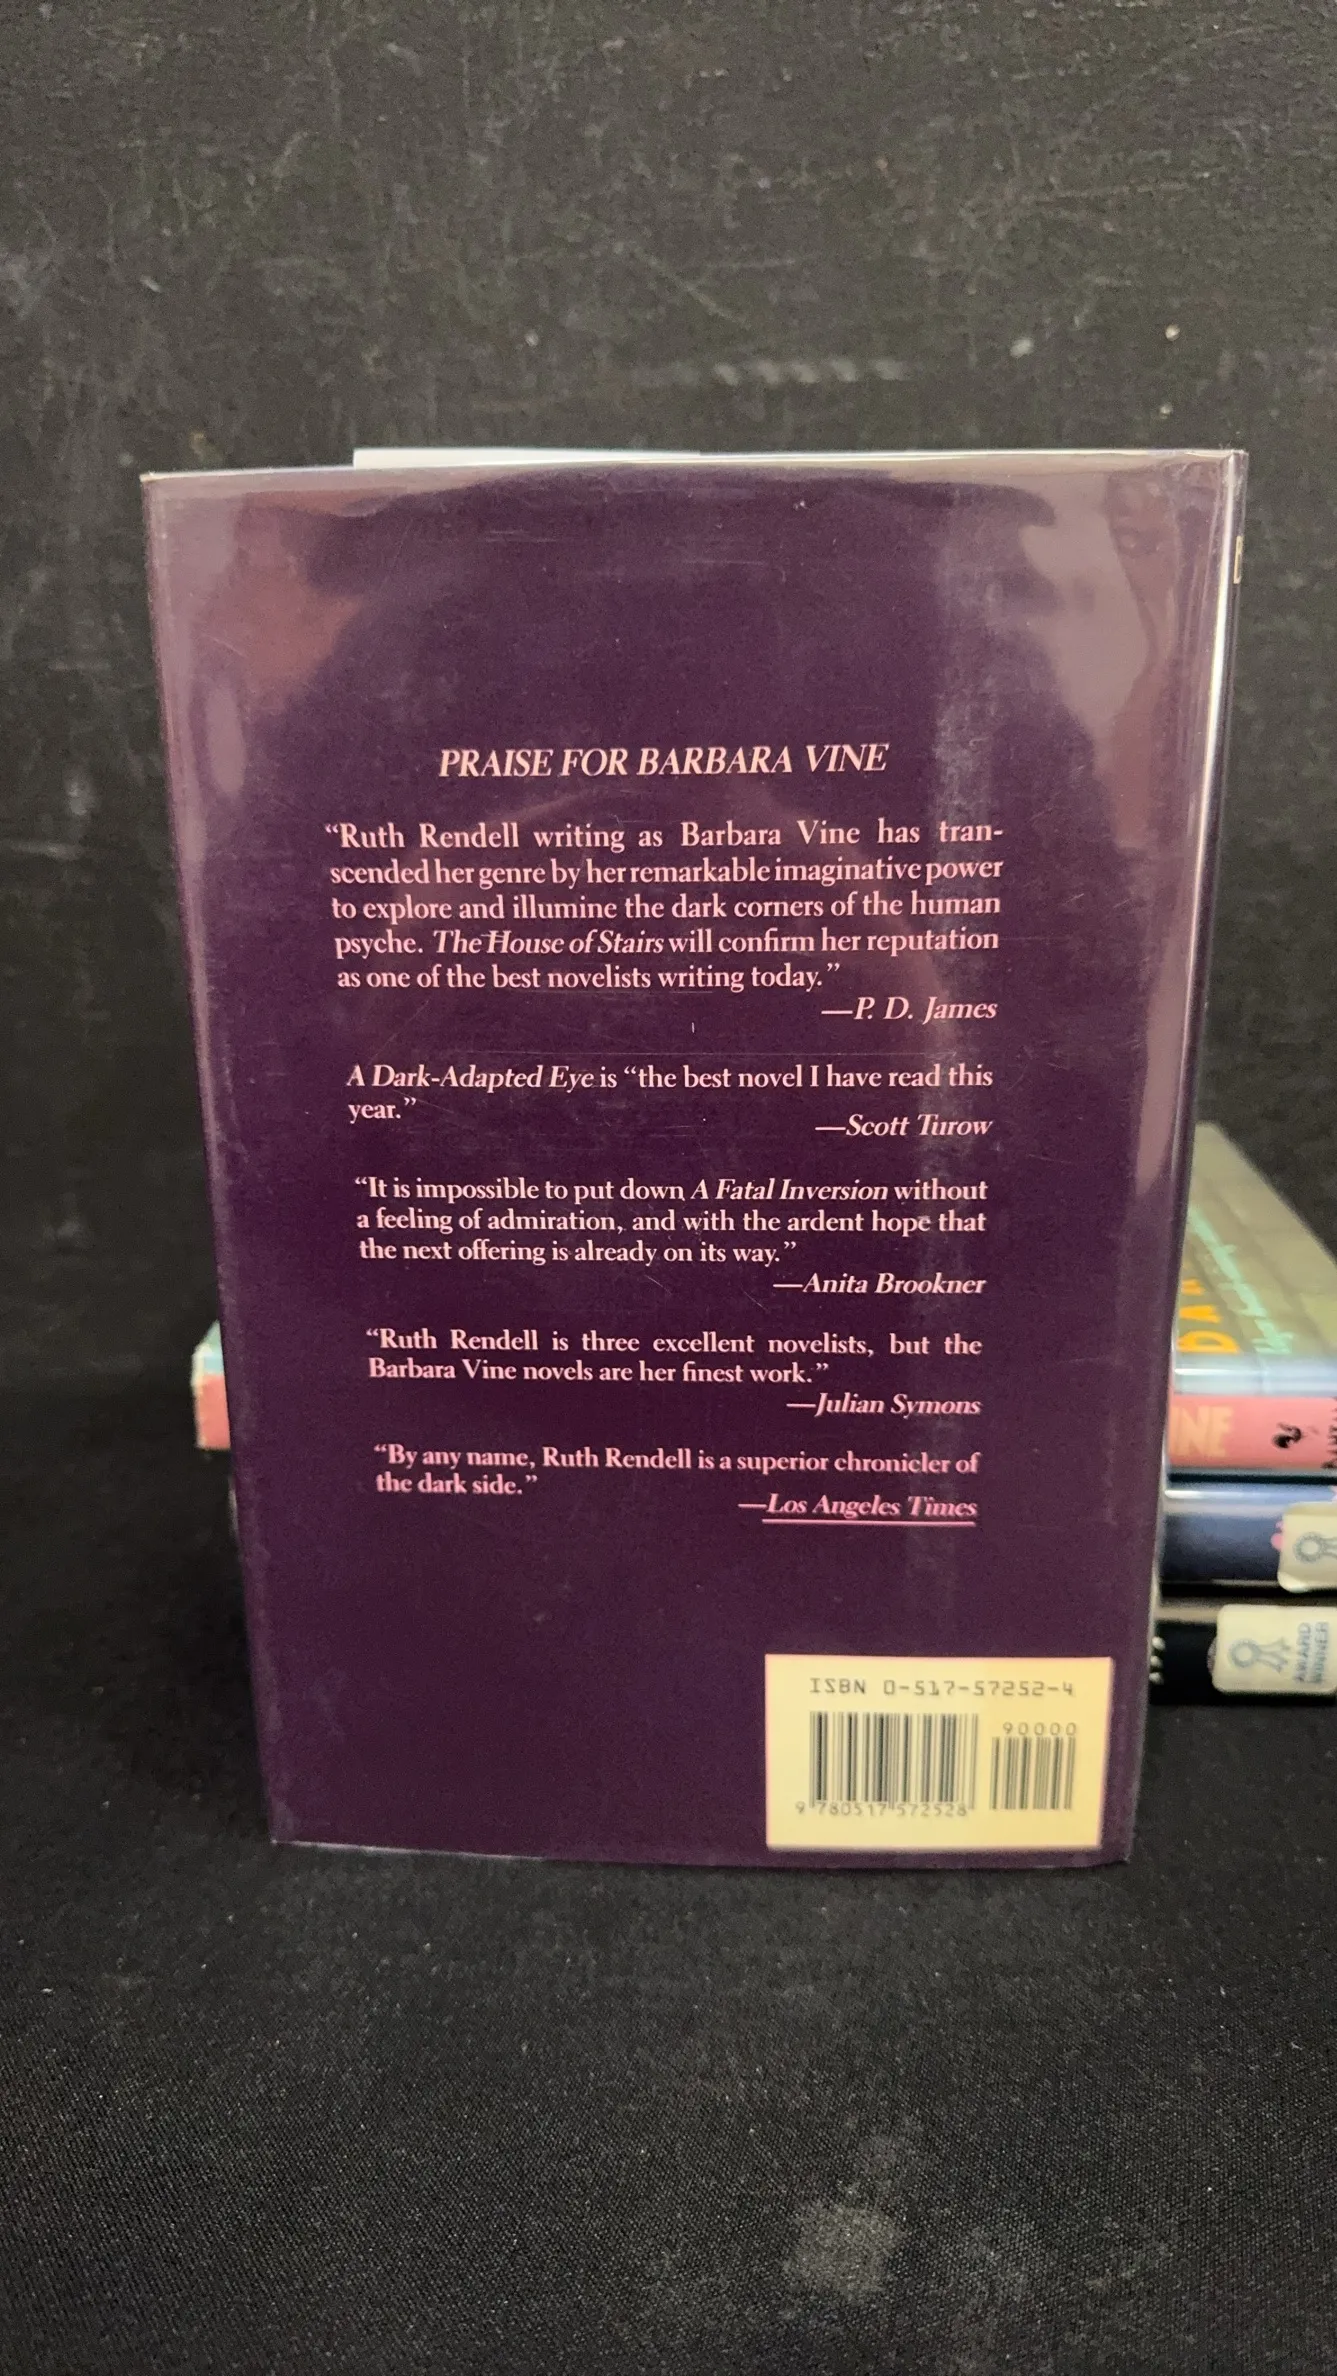 PRAISE FOR BARBARA VINE
“Ruth Rendell writing as Barbara Vine has tran-
scended her genre by her remarkable imaginative power
to explore and illumine the dark corners of the human
psyche. The House of Stairs will confirm her reputation
as one of the best novelists writing today.”
—P. D. James
A Dark-Adapted Eye is “the best novel I have read this
year.”
—Scott Turow
“It is impossible to put down A Fatal Inversion without
a feeling of admiration, and with the ardent hope that
the next offering is already on its way.”
—Anita Brookner
“Ruth Rendell is three excellent novelists, but the
Barbara Vine novels are her finest work.”
—Julian Symons
“By any name, Ruth Rendell is a superior chronicler of
the dark side.”
—Los Angeles Times
ISBN 0-517-57252-4
90000
9 780517 572528
INE
AWARD
WINNER